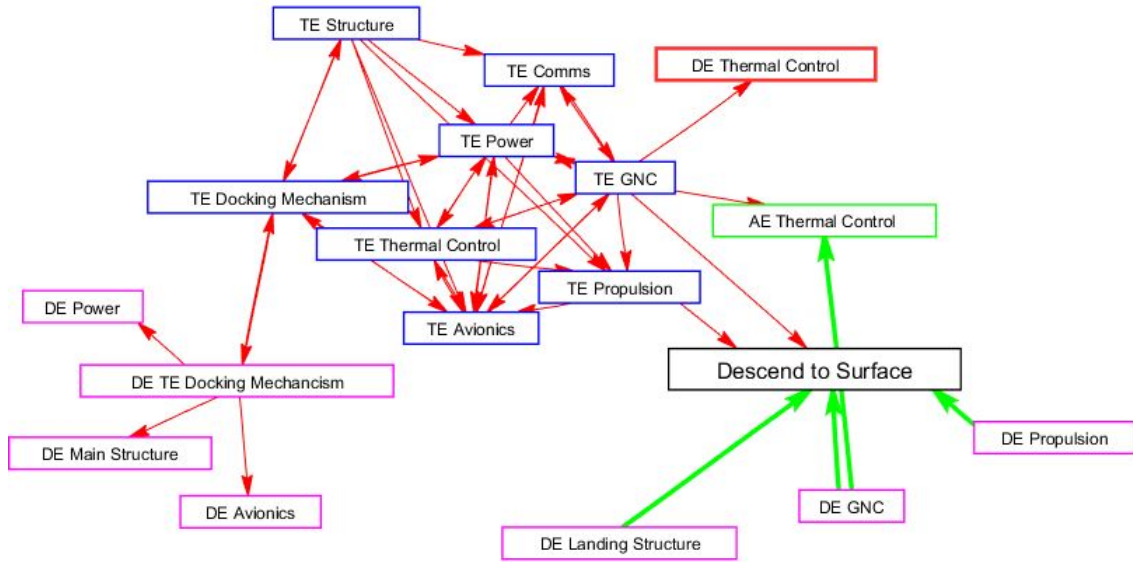 TE Structure
TE Comms
DE Thermal Control
TE Power
TE GNC
TE Docking Mechanism
AE Thermal Control
TE Thermal Control
TE Propulsion
DE Power
TE Avionics
Descend to Surface
DE TE Docking Mechancism
DE Propulsion
DE Main Structure
DE GNC
DE Avionics
DE Landing Structure